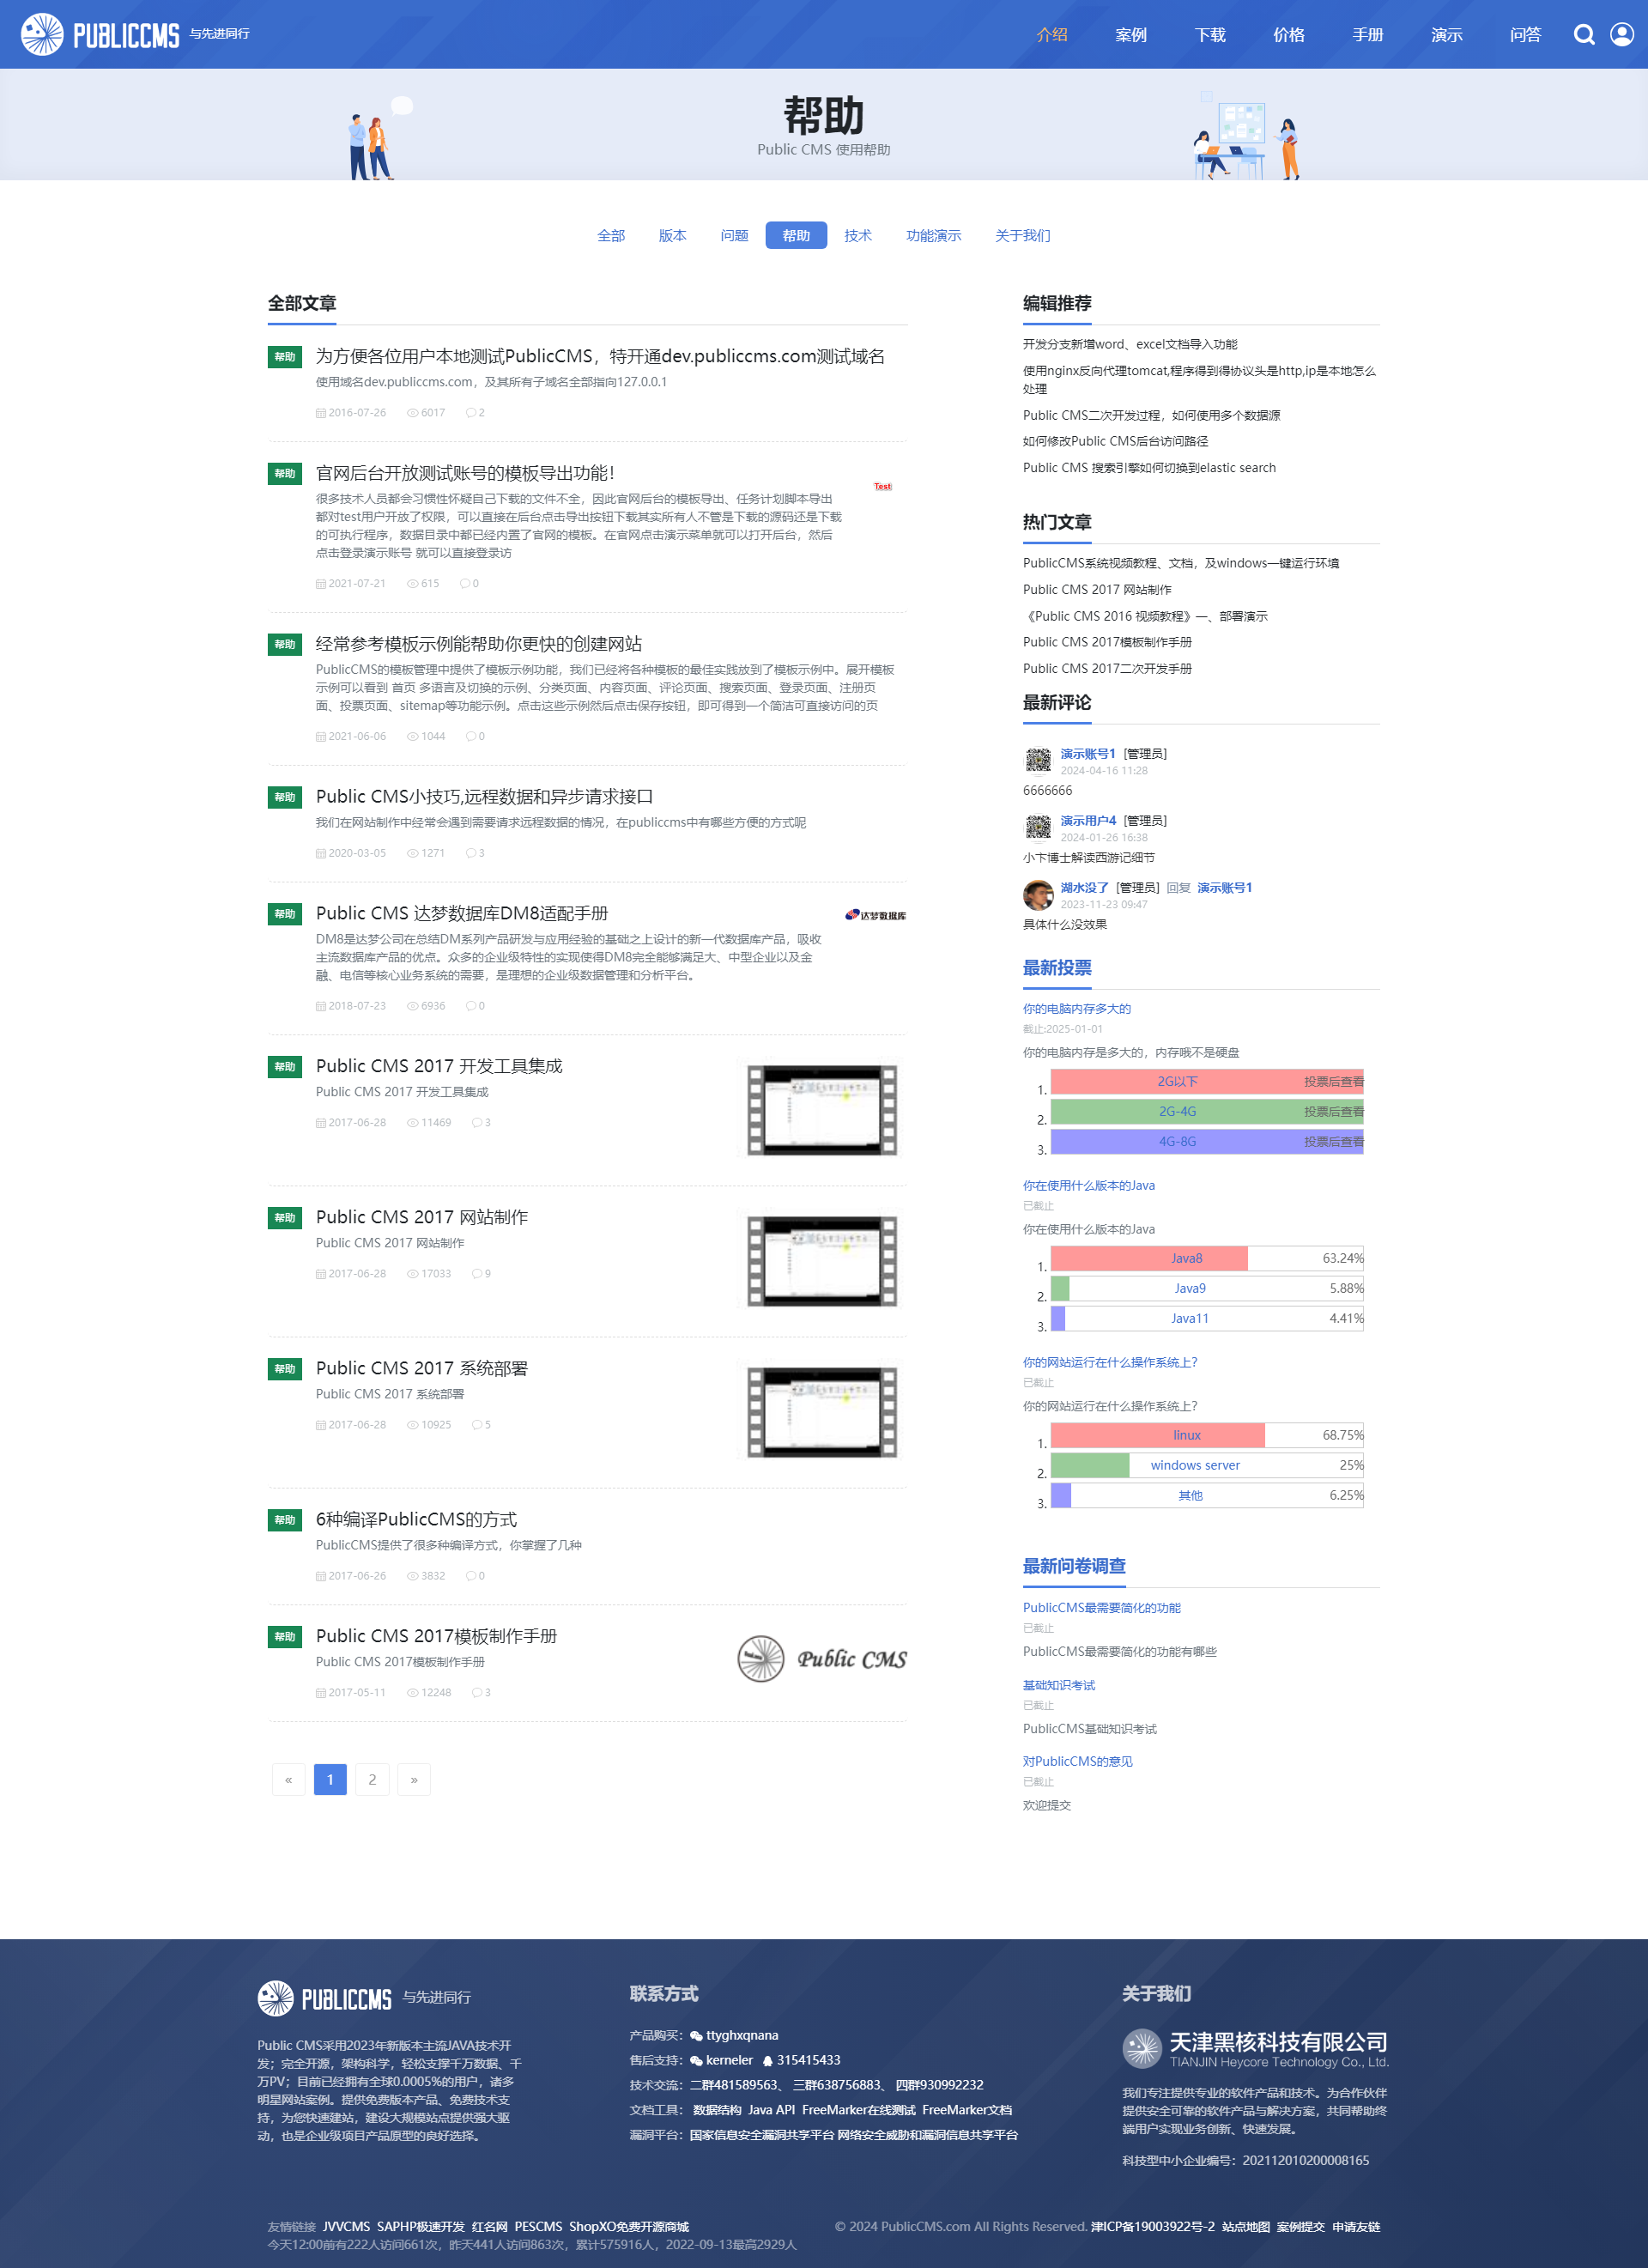 PUBLICCMS 与先进同行
介绍 案例 下载 价格 手册 演示 问答
帮助
Public CMS 使用帮助
全部 版本 问题 帮助 技术 功能演示 关于我们
全部文章
帮助 为方便各位用户本地测试PublicCMS，特开通dev.publiccms.com测试域名
使用域名dev.publiccms.com，及其所有子域名全部指向127.0.0.1
2016-07-26 6017 2
帮助 官网后台开放测试账号的模板导出功能！
Test
很多技术人员都会习惯性怀疑自己下载的文件不全，因此官网后台的模板导出、任务计划脚本导出
都对test用户开放了权限，可以直接在后台点击导出按钮下载其实所有人不管是下载的源码还是下载
的可执行程序，数据目录中都已经内置了官网的模板。在官网点击演示菜单就可以打开后台，然后
点击登录演示账号 就可以直接登录访
2021-07-21 615 0
帮助 经常参考模板示例能帮助你更快的创建网站
PublicCMS的模板管理中提供了模板示例功能，我们已经将各种模板的最佳实践放到了模板示例中。展开模板
示例可以看到 首页 多语言及切换的示例、分类页面、内容页面、评论页面、搜索页面、登录页面、注册页
面、投票页面、sitemap等功能示例。点击这些示例然后点击保存按钮，即可得到一个简洁可直接访问的页
2021-06-06 1044 0
帮助 Public CMS小技巧,远程数据和异步请求接口
我们在网站制作中经常会遇到需要请求远程数据的情况，在publiccms中有哪些方便的方式呢
2020-03-05 1271 3
帮助 Public CMS 达梦数据库DM8适配手册
达梦数据库
DM8是达梦公司在总结DM系列产品研发与应用经验的基础之上设计的新一代数据库产品，吸收
主流数据库产品的优点。众多的企业级特性的实现使得DM8完全能够满足大、中型企业以及金
融、电信等核心业务系统的需要，是理想的企业级数据管理和分析平台。
2018-07-23 6936 0
帮助 Public CMS 2017 开发工具集成
Public CMS 2017 开发工具集成
2017-06-28 11469 3
帮助 Public CMS 2017 网站制作
Public CMS 2017 网站制作
2017-06-28 17033 9
帮助 Public CMS 2017 系统部署
Public CMS 2017 系统部署
2017-06-28 10925 5
帮助 6种编译PublicCMS的方式
PublicCMS提供了很多种编译方式，你掌握了几种
2017-06-26 3832 0
帮助 Public CMS 2017模板制作手册
Public CMS
Public CMS 2017模板制作手册
2017-05-11 12248 3
« 1 2 »
编辑推荐
开发分支新增word、excel文档导入功能
使用nginx反向代理tomcat,程序得到得协议头是http,ip是本地怎么
处理
Public CMS二次开发过程，如何使用多个数据源
如何修改Public CMS后台访问路径
Public CMS 搜索引擎如何切换到elastic search
热门文章
PublicCMS系统视频教程、文档，及windows一键运行环境
Public CMS 2017 网站制作
《Public CMS 2016 视频教程》一、部署演示
Public CMS 2017模板制作手册
Public CMS 2017二次开发手册
最新评论
演示账号1 [管理员]
2024-04-16 11:28
6666666
演示用户4 [管理员]
2024-01-26 16:38
小卞博士解读西游记细节
湖水没了 [管理员] 回复 演示账号1
2023-11-23 09:47
具体什么没效果
最新投票
你的电脑内存多大的
截止:2025-01-01
你的电脑内存是多大的，内存哦不是硬盘
1. 2G以下 投票后查看
2. 2G-4G 投票后查看
3. 4G-8G 投票后查看
你在使用什么版本的Java
已截止
你在使用什么版本的Java
1. Java8 63.24%
2. Java9 5.88%
3. Java11 4.41%
你的网站运行在什么操作系统上?
已截止
你的网站运行在什么操作系统上?
1. linux 68.75%
2. windows server 25%
3. 其他 6.25%
最新问卷调查
PublicCMS最需要简化的功能
已截止
PublicCMS最需要简化的功能有哪些
基础知识考试
已截止
PublicCMS基础知识考试
对PublicCMS的意见
已截止
欢迎提交
PUBLICCMS 与先进同行
Public CMS采用2023年新版本主流JAVA技术开
发；完全开源，架构科学，轻松支撑千万数据、千
万PV；目前已经拥有全球0.0005%的用户，诸多
明星网站案例。提供免费版本产品、免费技术支
持，为您快速建站，建设大规模站点提供强大驱
动，也是企业级项目产品原型的良好选择。
联系方式
产品购买：ttyghxqnana
售后支持：kerneler 315415433
技术交流：二群481589563、 三群638756883、 四群930992232
文档工具： 数据结构 Java API FreeMarker在线测试 FreeMarker文档
漏洞平台：国家信息安全漏洞共享平台 网络安全威胁和漏洞信息共享平台
关于我们
天津黑核科技有限公司
TIANJIN Heycore Technology Co., Ltd.
我们专注提供专业的软件产品和技术。为合作伙伴
提供安全可靠的软件产品与解决方案，共同帮助终
端用户实现业务创新、快速发展。
科技型中小企业编号：202112010200008165
友情链接 JVVCMS SAPHP极速开发 红名网 PESCMS ShopXO免费开源商城
今天12:00前有222人访问661次，昨天441人访问863次，累计575916人，2022-09-13最高2929人
© 2024 PublicCMS.com All Rights Reserved. 津ICP备19003922号-2 站点地图 案例提交 申请友链